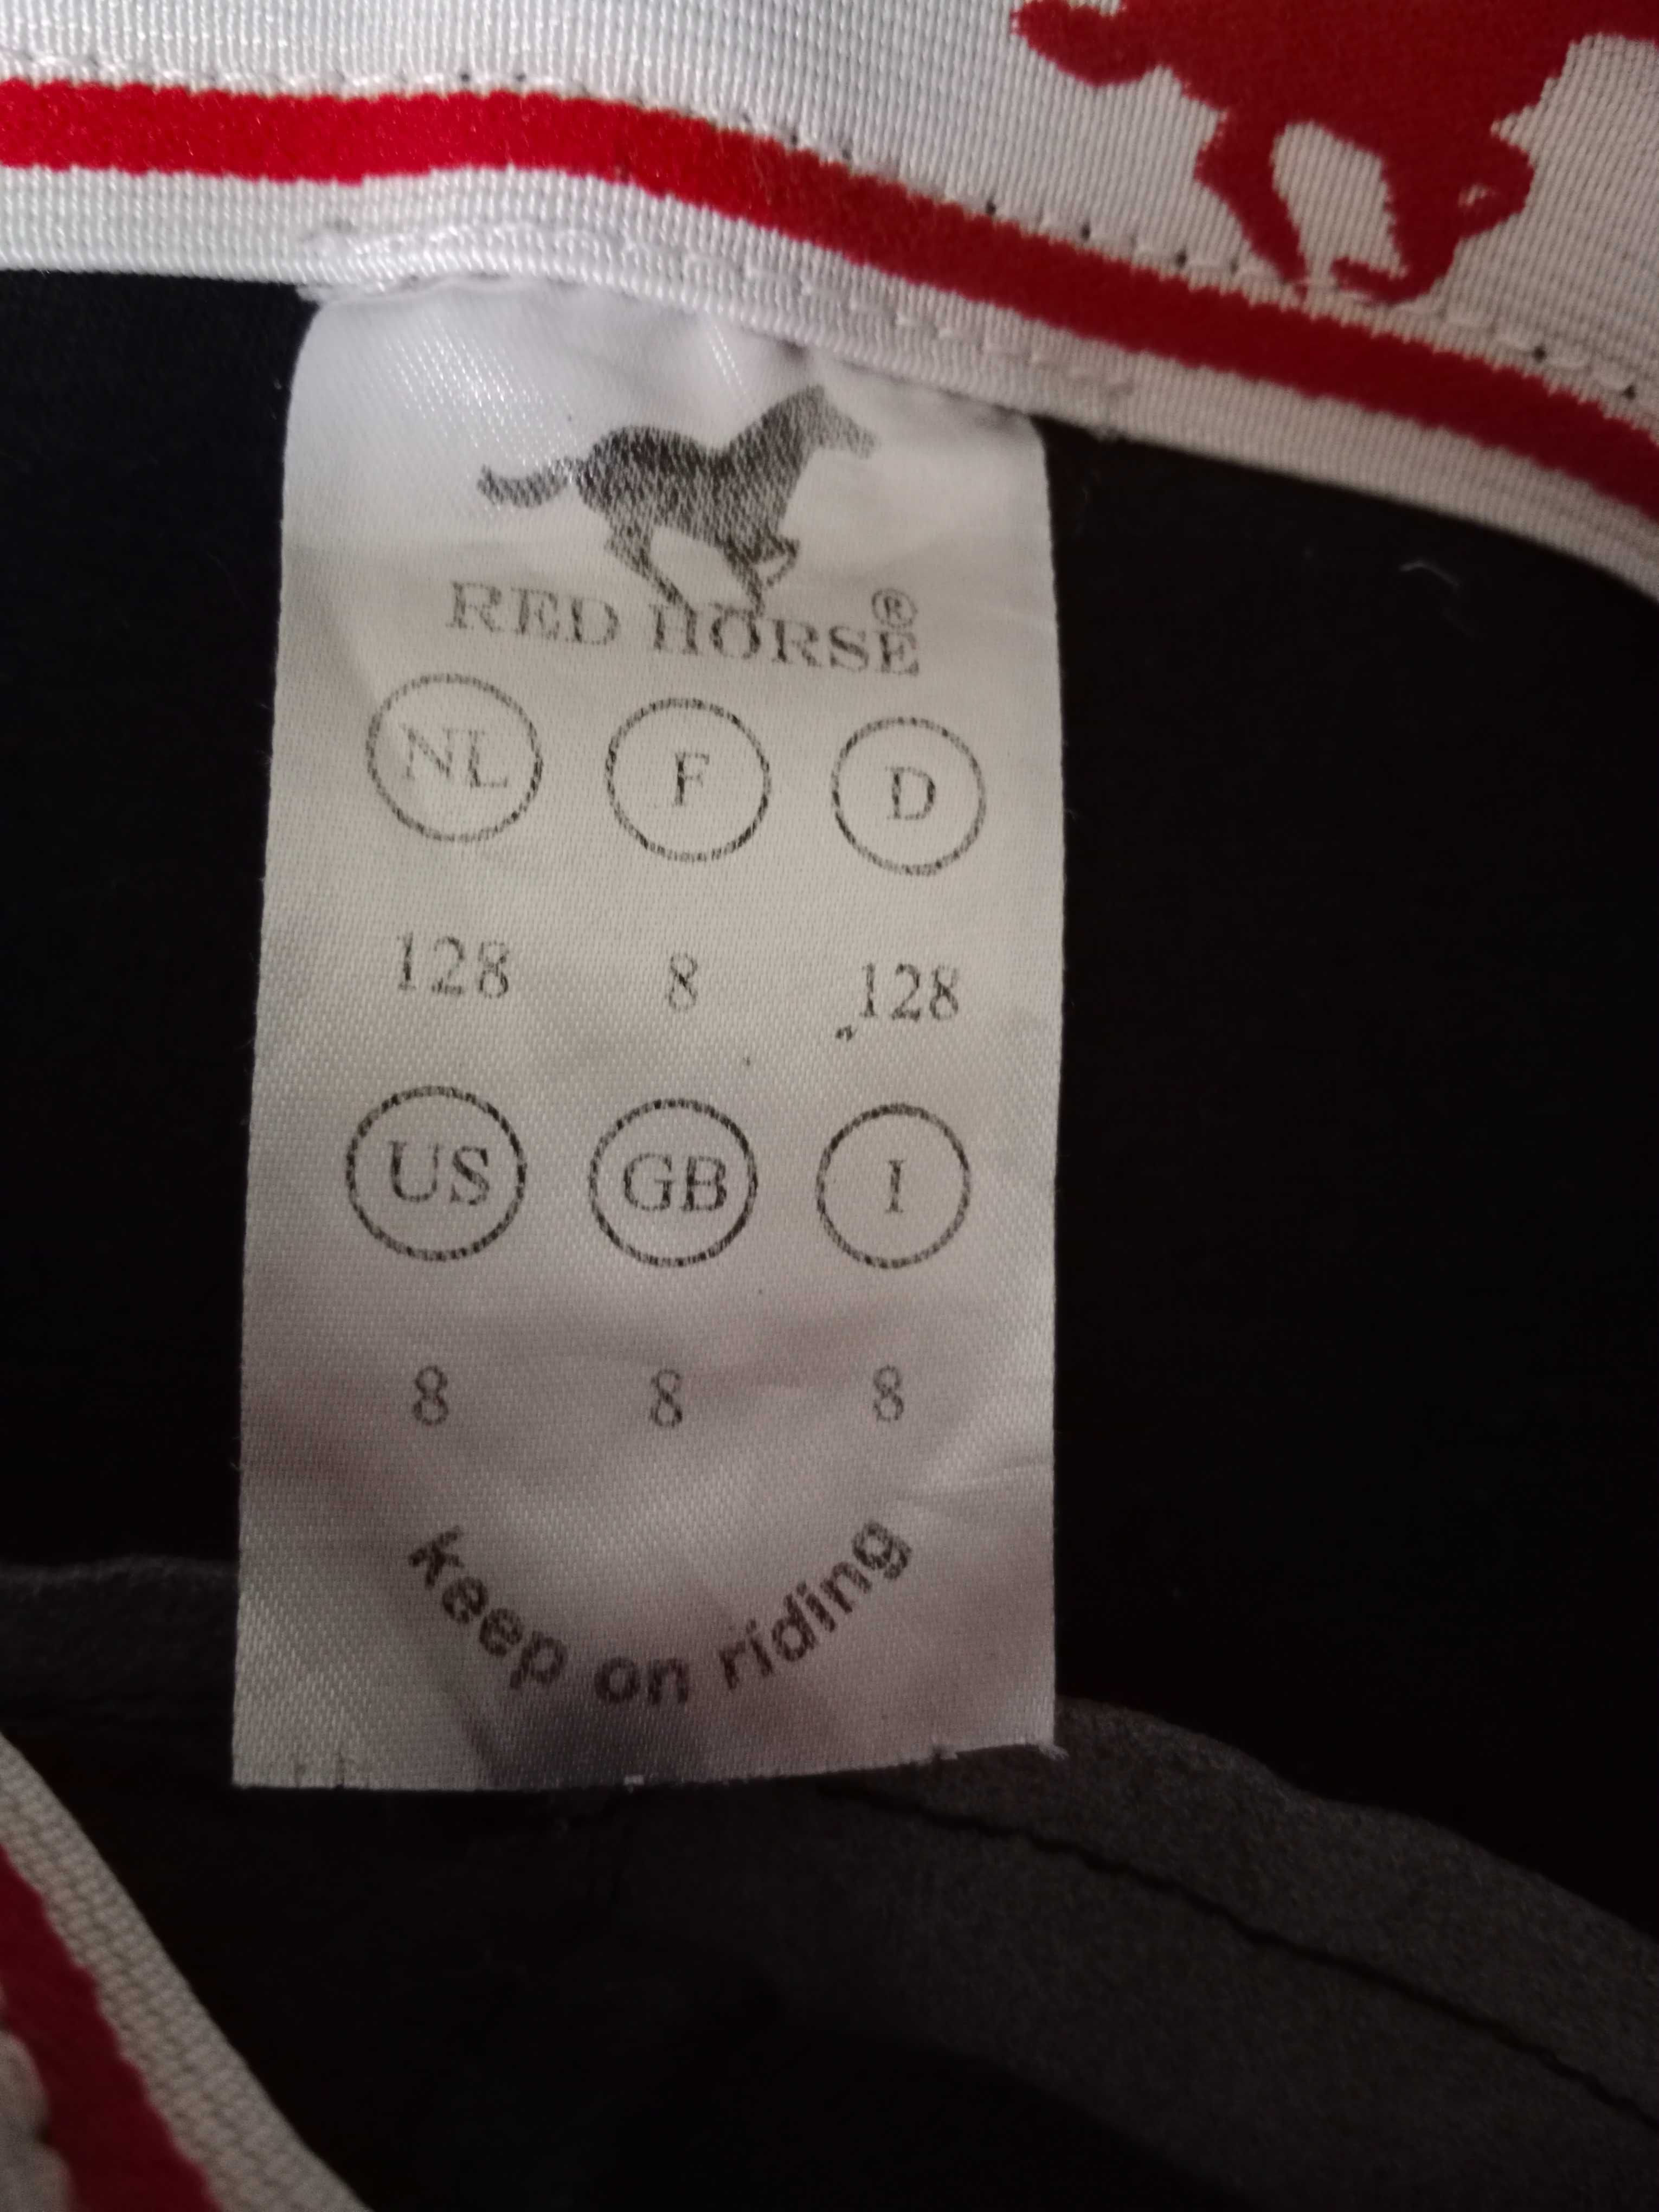 RED HORSE®
NL F D
128 8 128
US GB I
8 8 8
keep on riding